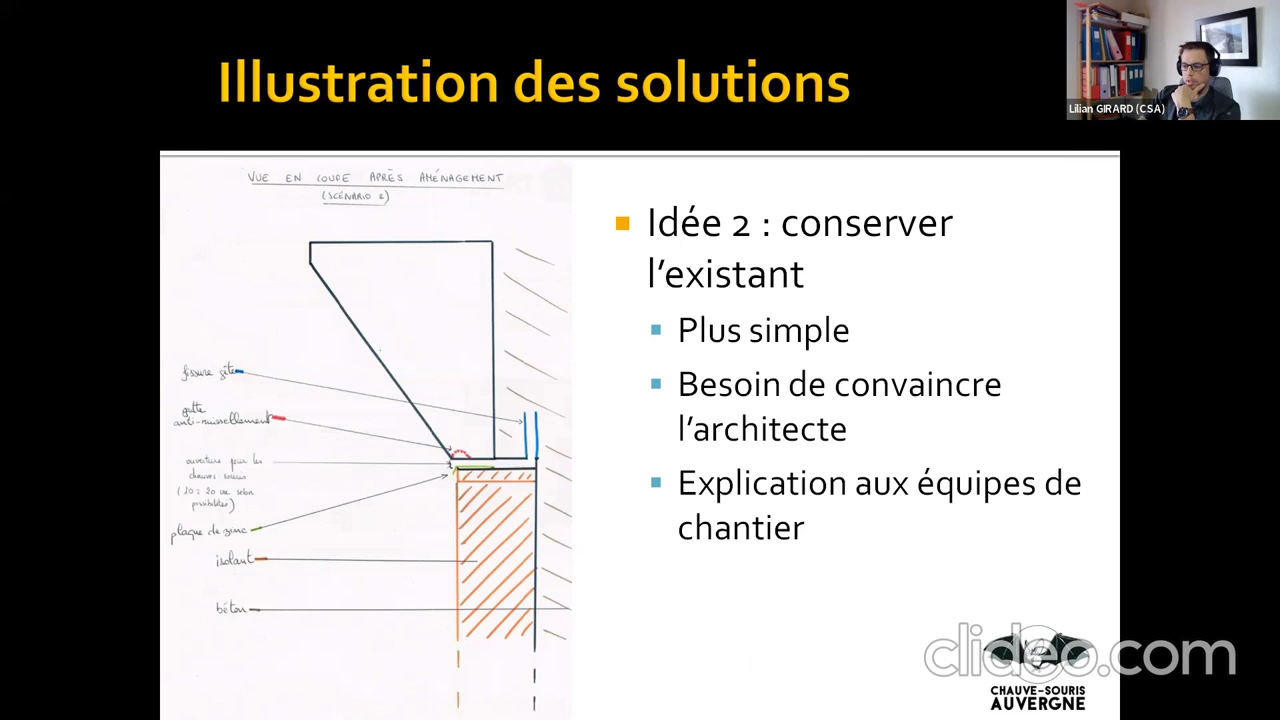 Illustration des solutions
Lilian GIRARD (CSA)
VUE EN COUPE APRÈS AMÉNAGEMENT
(SCÉNARIO 2)
fissure gîte
goutte
anti-ruissellement
ouverture pour les
chauves-souris
possibilités)
plaque de zinc
isolant
béton
Idée 2 : conserver
l’existant
Plus simple
Besoin de convaincre
l’architecte
Explication aux équipes de
chantier
clideo.com
CHAUVE-SOURIS
AUVERGNE